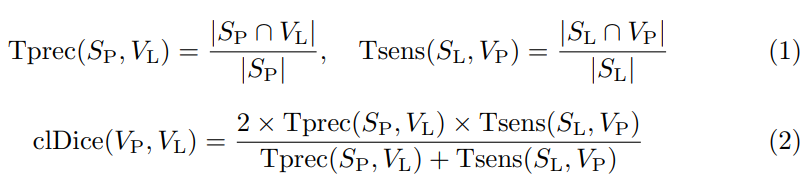 Tprec(S_P, V_L) = |S_P ∩ V_L| / |S_P|, Tsens(S_L, V_P) = |S_L ∩ V_P| / |S_L| (1)
clDice(V_P, V_L) = 2 × Tprec(S_P, V_L) × Tsens(S_L, V_P) / Tprec(S_P, V_L) + Tsens(S_L, V_P) (2)